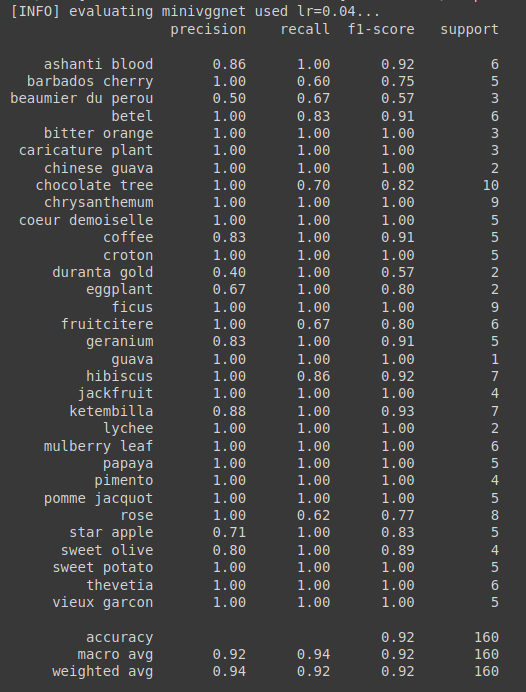 [INFO] evaluating minivggnet used lr=0.04...
precision recall f1-score support
ashanti blood 0.86 1.00 0.92 6
barbados cherry 1.00 0.60 0.75 5
beaumier du perou 0.50 0.67 0.57 3
betel 1.00 0.83 0.91 6
bitter orange 1.00 1.00 1.00 3
caricature plant 1.00 1.00 1.00 3
chinese guava 1.00 1.00 1.00 2
chocolate tree 1.00 0.70 0.82 10
chrysanthemum 1.00 1.00 1.00 9
coeur demoiselle 1.00 1.00 1.00 5
coffee 0.83 1.00 0.91 5
croton 1.00 1.00 1.00 5
duranta gold 0.40 1.00 0.57 2
eggplant 0.67 1.00 0.80 2
ficus 1.00 1.00 1.00 9
fruitcitere 1.00 0.67 0.80 6
geranium 0.83 1.00 0.91 5
guava 1.00 1.00 1.00 1
hibiscus 1.00 0.86 0.92 7
jackfruit 1.00 1.00 1.00 4
ketembilla 0.88 1.00 0.93 7
lychee 1.00 1.00 1.00 2
mulberry leaf 1.00 1.00 1.00 6
papaya 1.00 1.00 1.00 5
pimento 1.00 1.00 1.00 4
pomme jacquot 1.00 1.00 1.00 5
rose 1.00 0.62 0.77 8
star apple 0.71 1.00 0.83 5
sweet olive 0.80 1.00 0.89 4
sweet potato 1.00 1.00 1.00 5
thevetia 1.00 1.00 1.00 6
vieux garcon 1.00 1.00 1.00 5
accuracy 0.92 160
macro avg 0.92 0.94 0.92 160
weighted avg 0.94 0.92 0.92 160